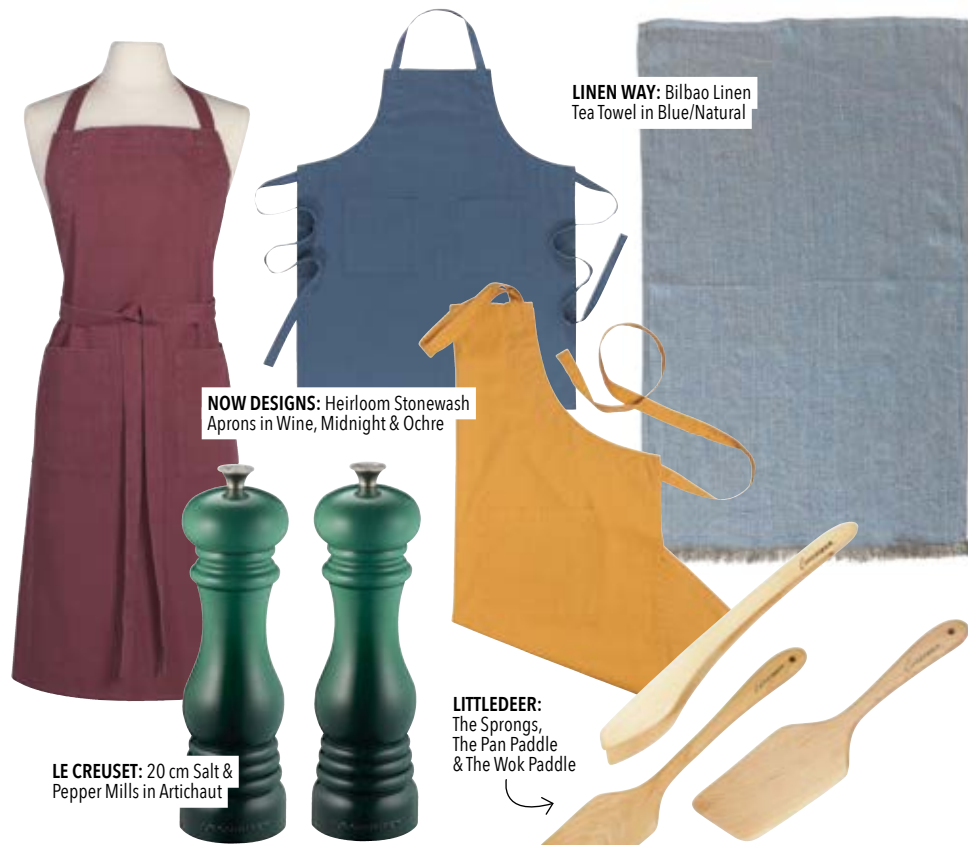 LINEN WAY: Bilbao Linen
Tea Towel in Blue/Natural
NOW DESIGNS: Heirloom Stonewash
Aprons in Wine, Midnight & Ochre
LITTLEDEER:
The Sprongs,
The Pan Paddle
& The Wok Paddle
LE CREUSET: 20 cm Salt &
Pepper Mills in Artichaut